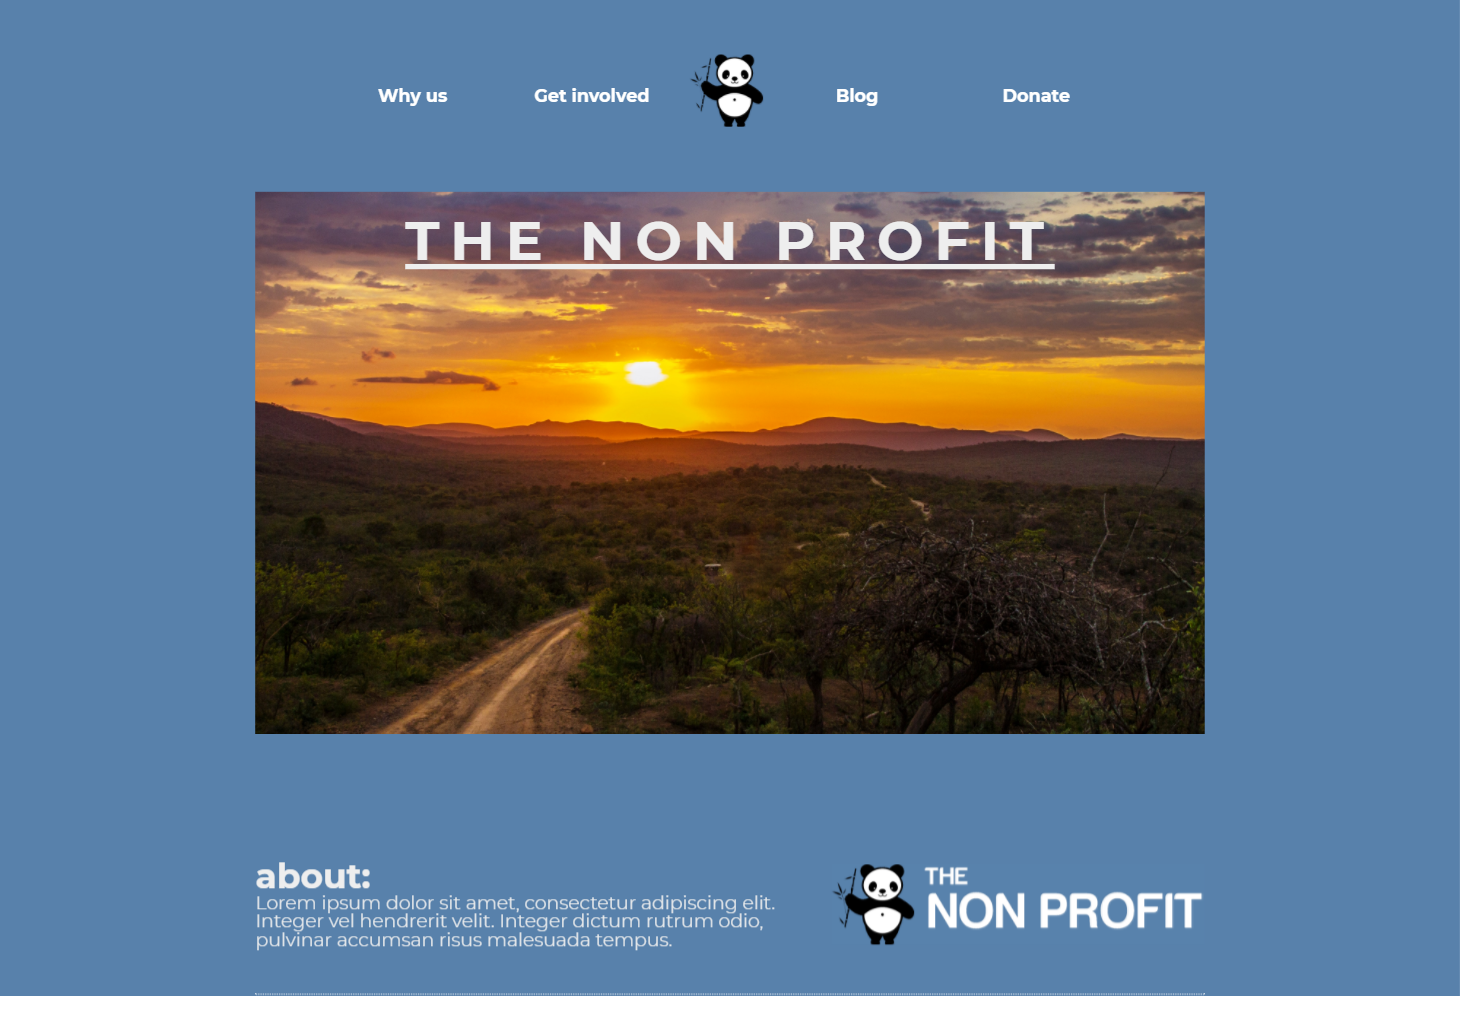 Why us Get involved Blog Donate
THE NON PROFIT
about:
Lorem ipsum dolor sit amet, consectetur adipiscing elit.
Integer vel hendrerit velit. Integer dictum rutrum odio,
pulvinar accumsan risus malesuada tempus.
THE
NON PROFIT